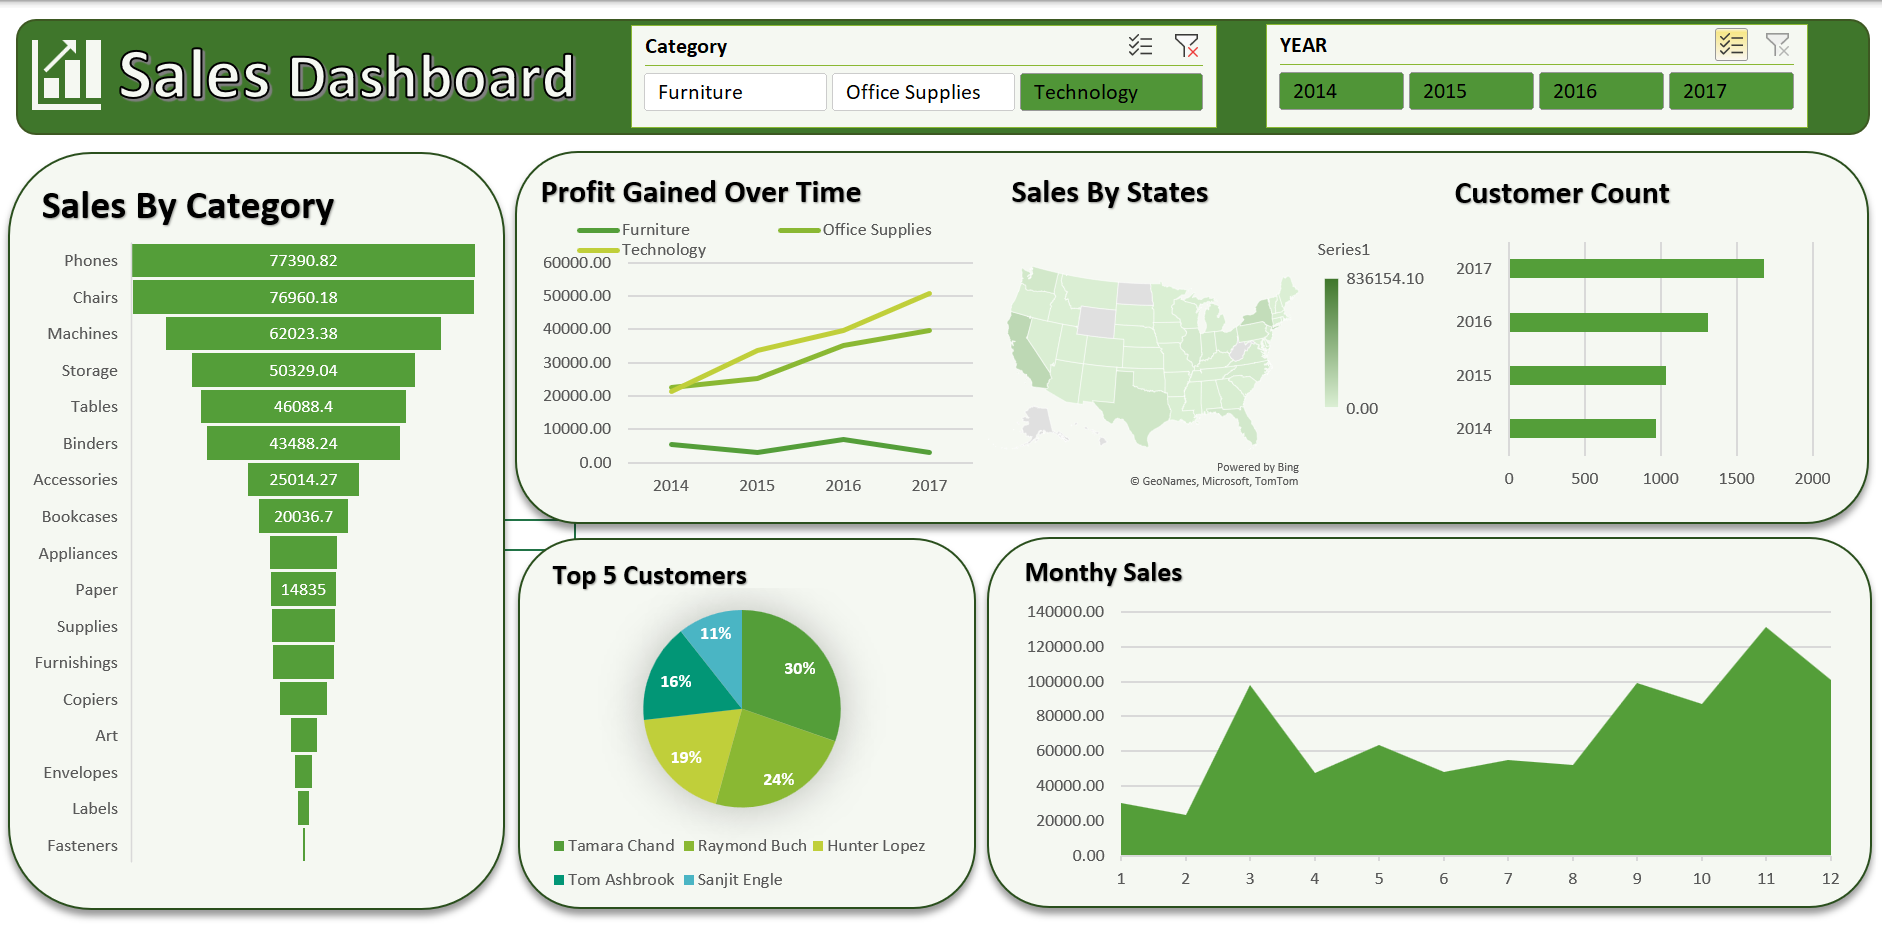 Sales Dashboard
Category
Furniture
Office Supplies
Technology
YEAR
2014
2015
2016
2017
Sales By Category
Phones 77390.82
Chairs 76960.18
Machines 62023.38
Storage 50329.04
Tables 46088.4
Binders 43488.24
Accessories 25014.27
Bookcases 20036.7
Appliances
Paper 14835
Supplies
Furnishings
Copiers
Art
Envelopes
Labels
Fasteners
Profit Gained Over Time
Furniture
Office Supplies
Technology
60000.00
50000.00
40000.00
30000.00
20000.00
10000.00
0.00
2014 2015 2016 2017
Sales By States
Series1
836154.10
0.00
Powered by Bing
© GeoNames, Microsoft, TomTom
Customer Count
2017
2016
2015
2014
0 500 1000 1500 2000
Top 5 Customers
30%
24%
19%
16%
11%
Tamara Chand Raymond Buch Hunter Lopez
Tom Ashbrook Sanjit Engle
Monthy Sales
140000.00
120000.00
100000.00
80000.00
60000.00
40000.00
20000.00
0.00
1 2 3 4 5 6 7 8 9 10 11 12